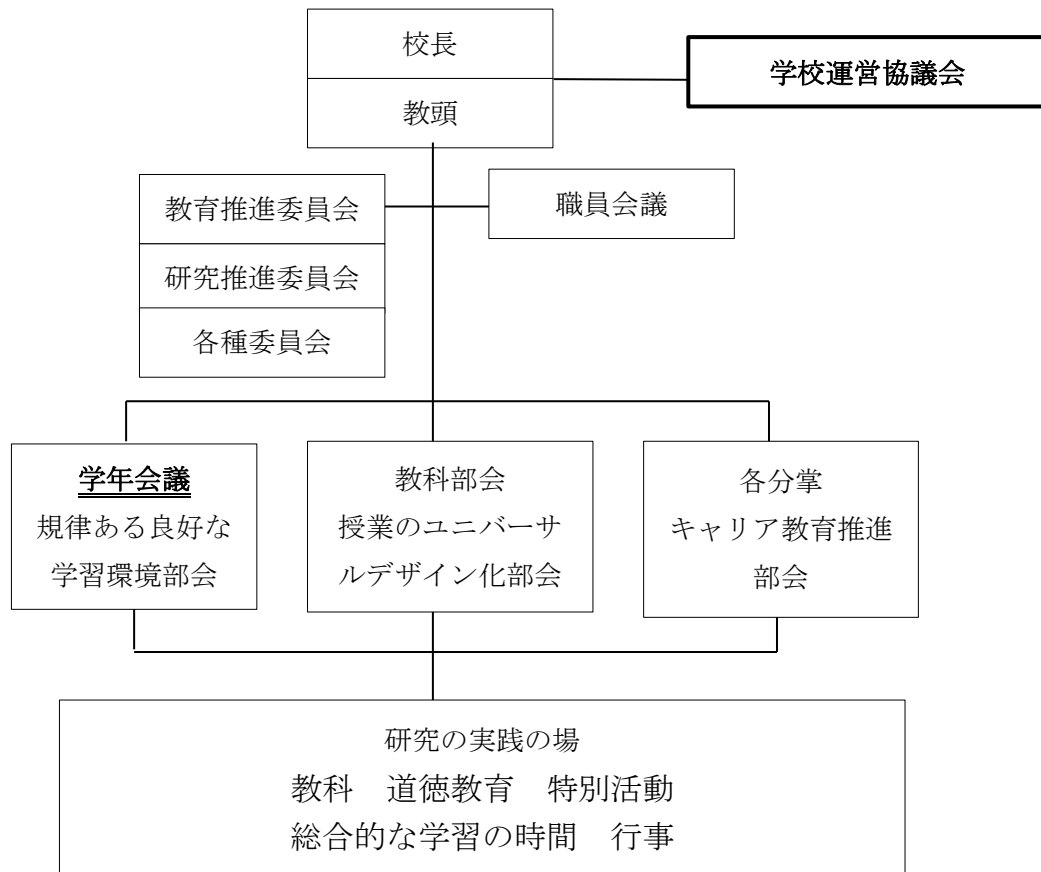 校長
学校運営協議会
教頭
教育推進委員会
職員会議
研究推進委員会
各種委員会
学年会議
規律ある良好な
学習環境部会
教科部会
授業のユニバーサ
ルデザイン化部会
各分掌
キャリア教育推進
部会
研究の実践の場
教科　道徳教育　特別活動
総合的な学習の時間　行事